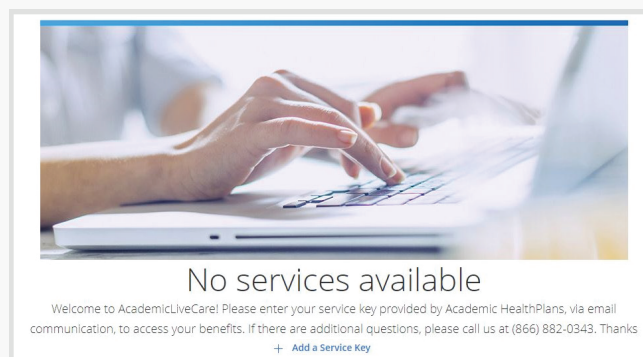 No services available
Welcome to AcademicLiveCare! Please enter your service key provided by Academic HealthPlans, via email
communication, to access your benefits. If there are additional questions, please call us at (866) 882-0343. Thanks
+ Add a Service Key